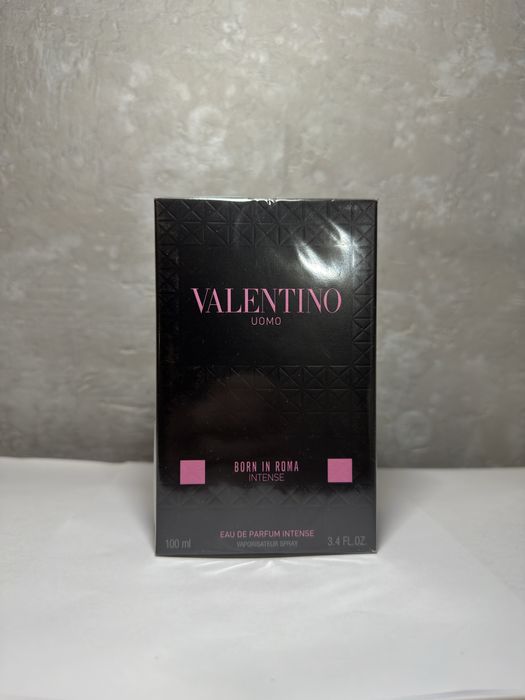 VALENTINO
UOMO
BORN IN ROMA
INTENSE
EAU DE PARFUM INTENSE
100 ml VAPORISATEUR SPRAY 3.4 FL.OZ.